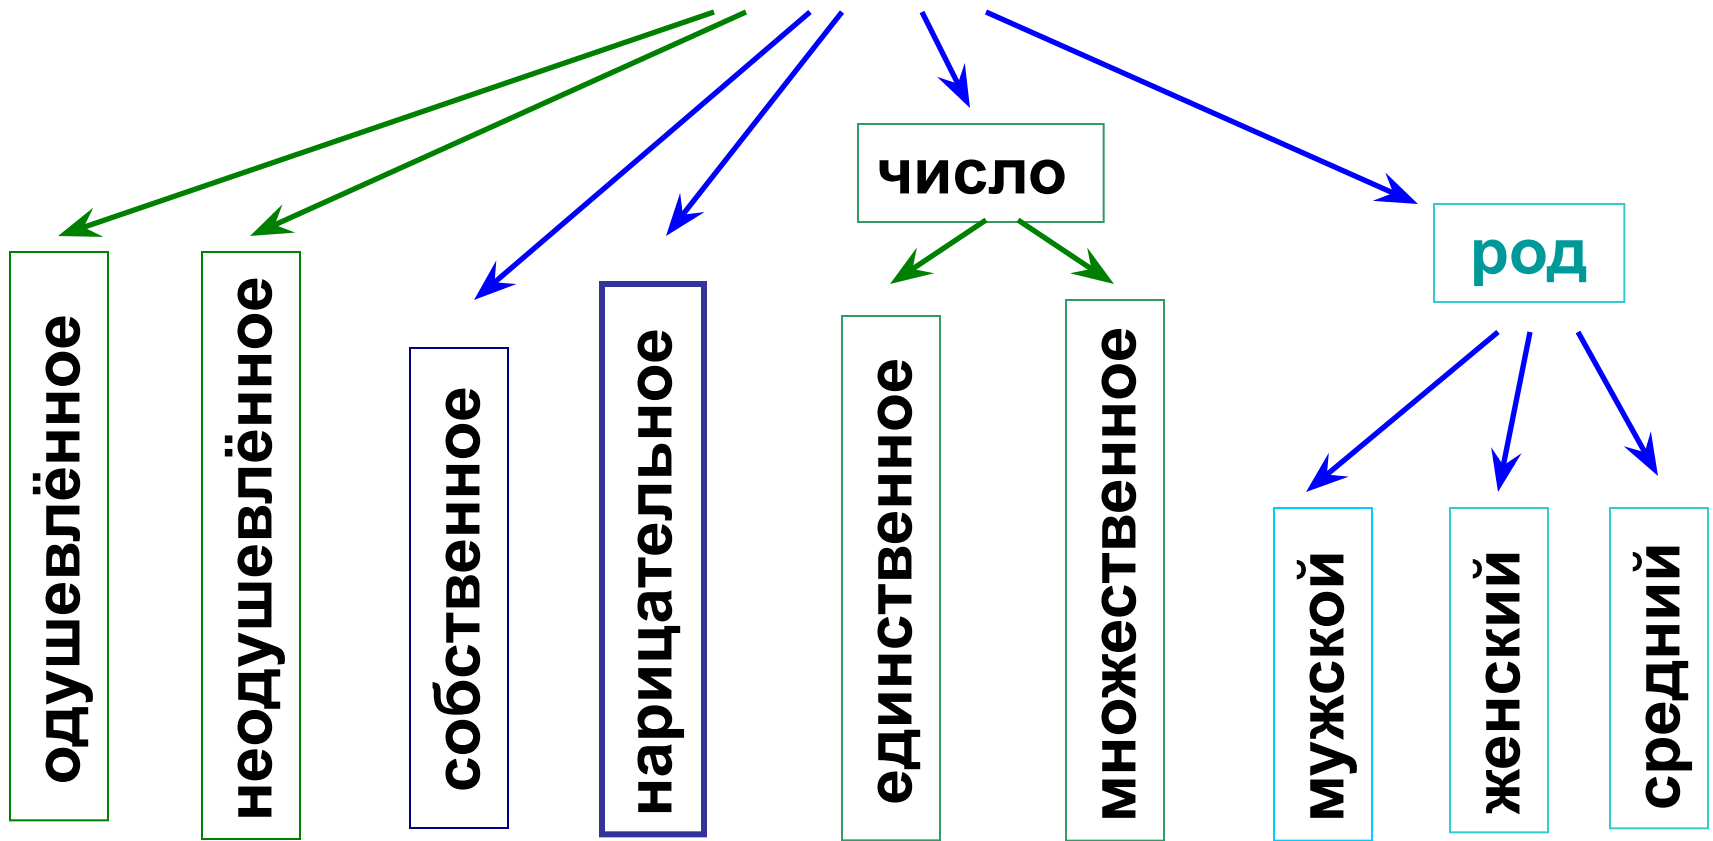 число
род
одушевлённое
неодушевлённое
собственное
нарицательное
единственное
множественное
мужской
женский
средний